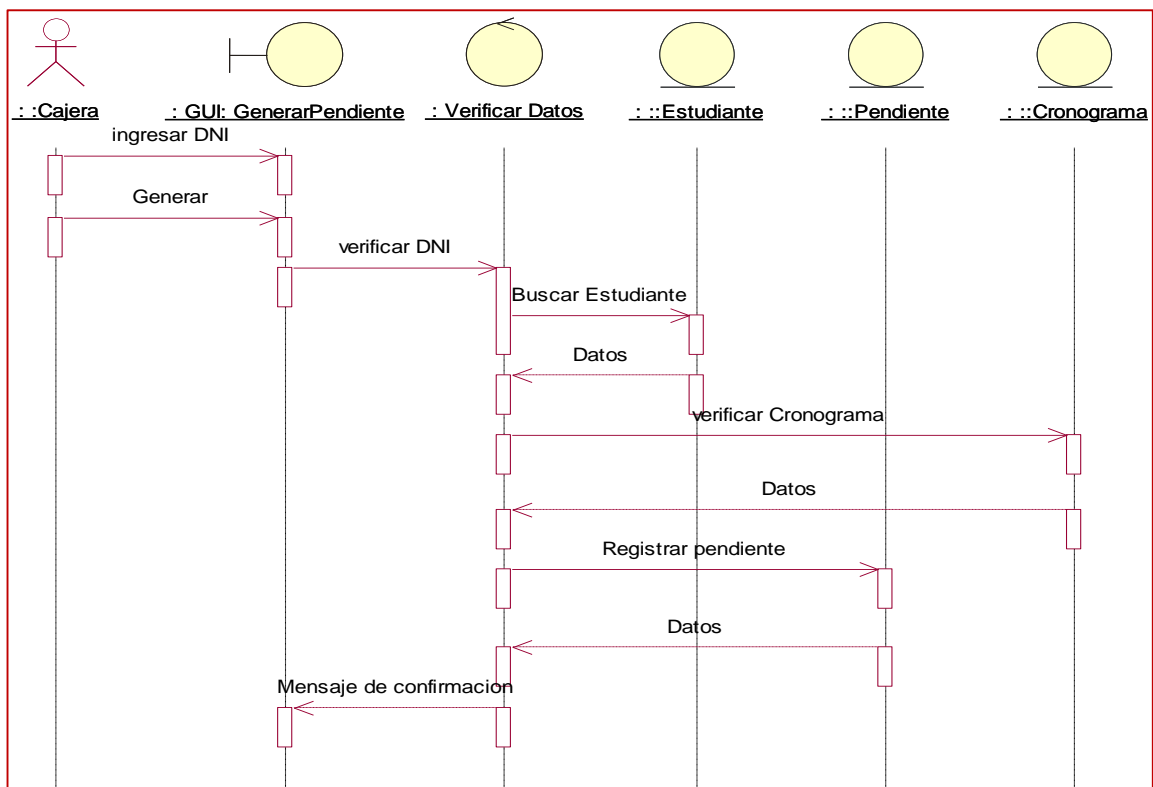 : :Cajera
: GUI: GenerarPendiente
: Verificar Datos
: ::Estudiante
: ::Pendiente
: ::Cronograma
ingresar DNI
Generar
verificar DNI
Buscar Estudiante
Datos
verificar Cronograma
Datos
Registrar pendiente
Datos
Mensaje de confirmación